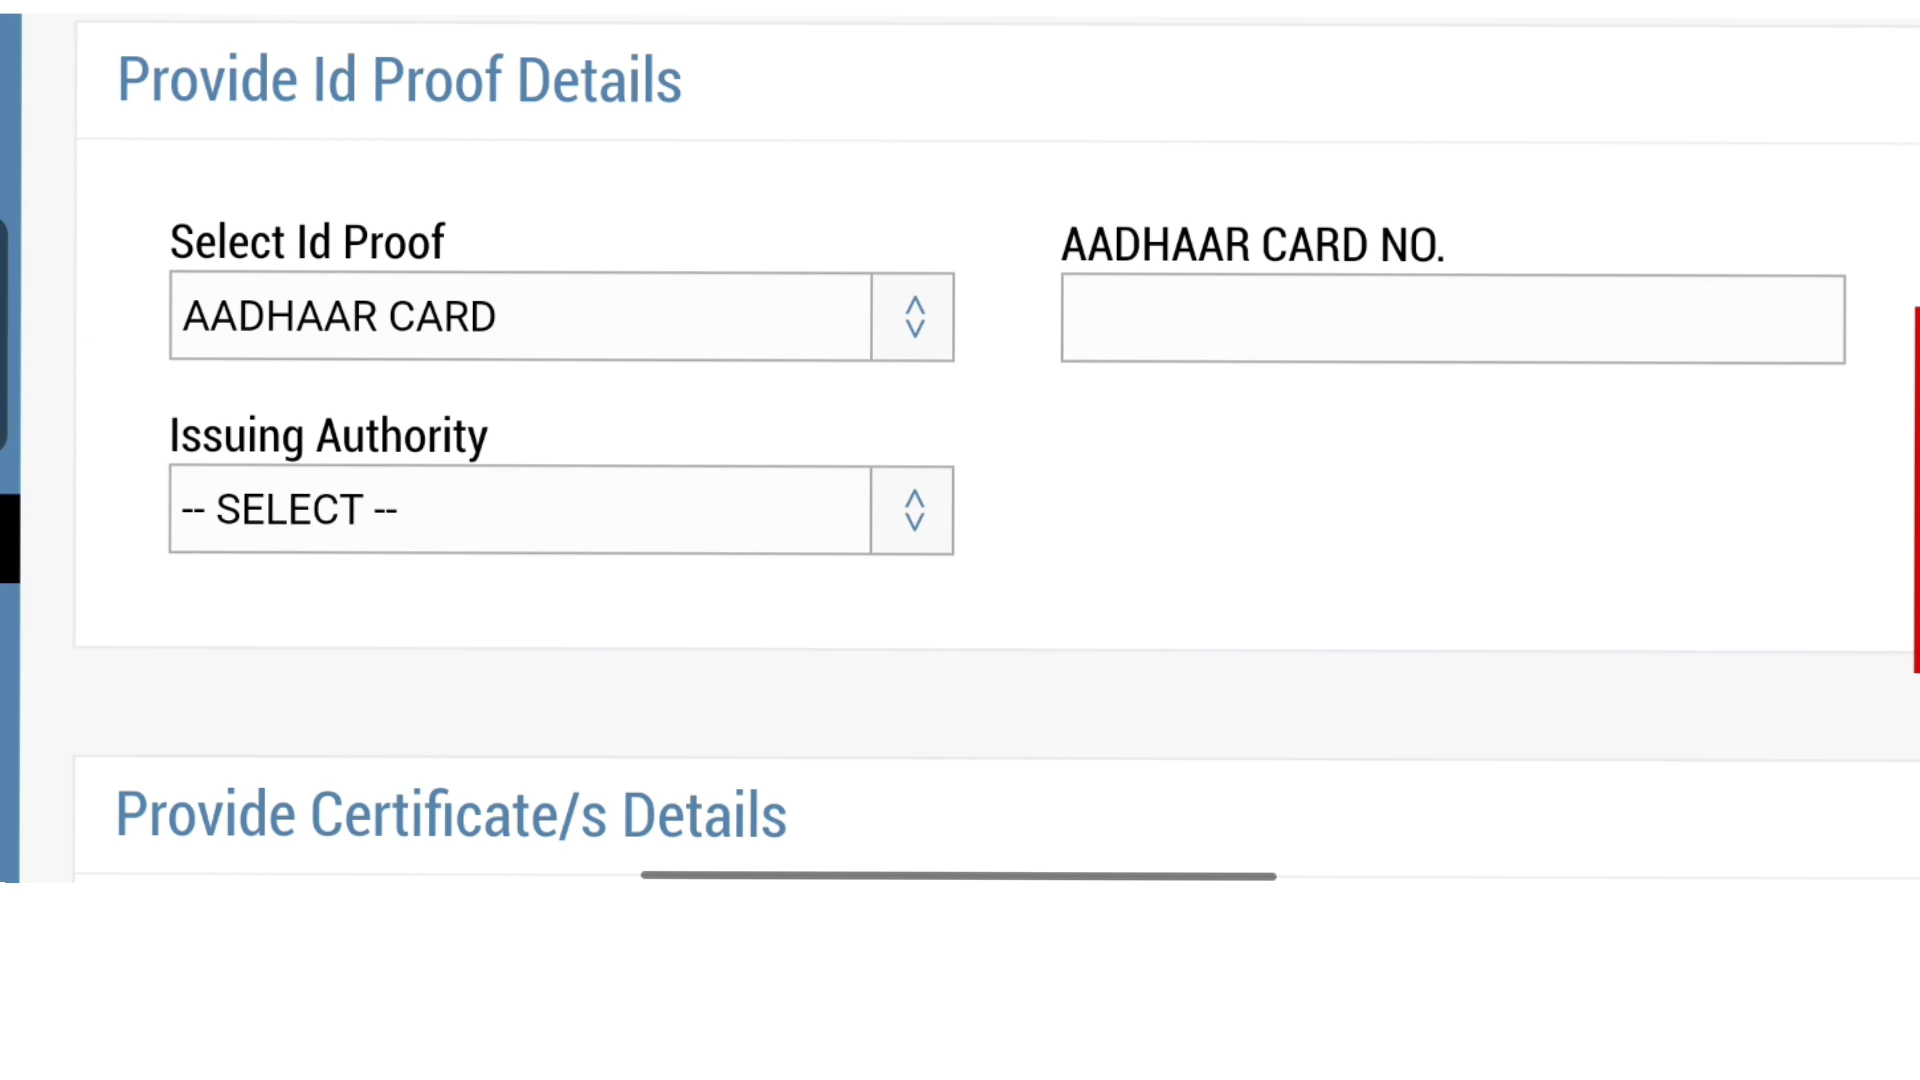 Provide Id Proof Details
Select Id Proof
AADHAAR CARD NO.
AADHAAR CARD
Issuing Authority
-- SELECT --
Provide Certificate/s Details